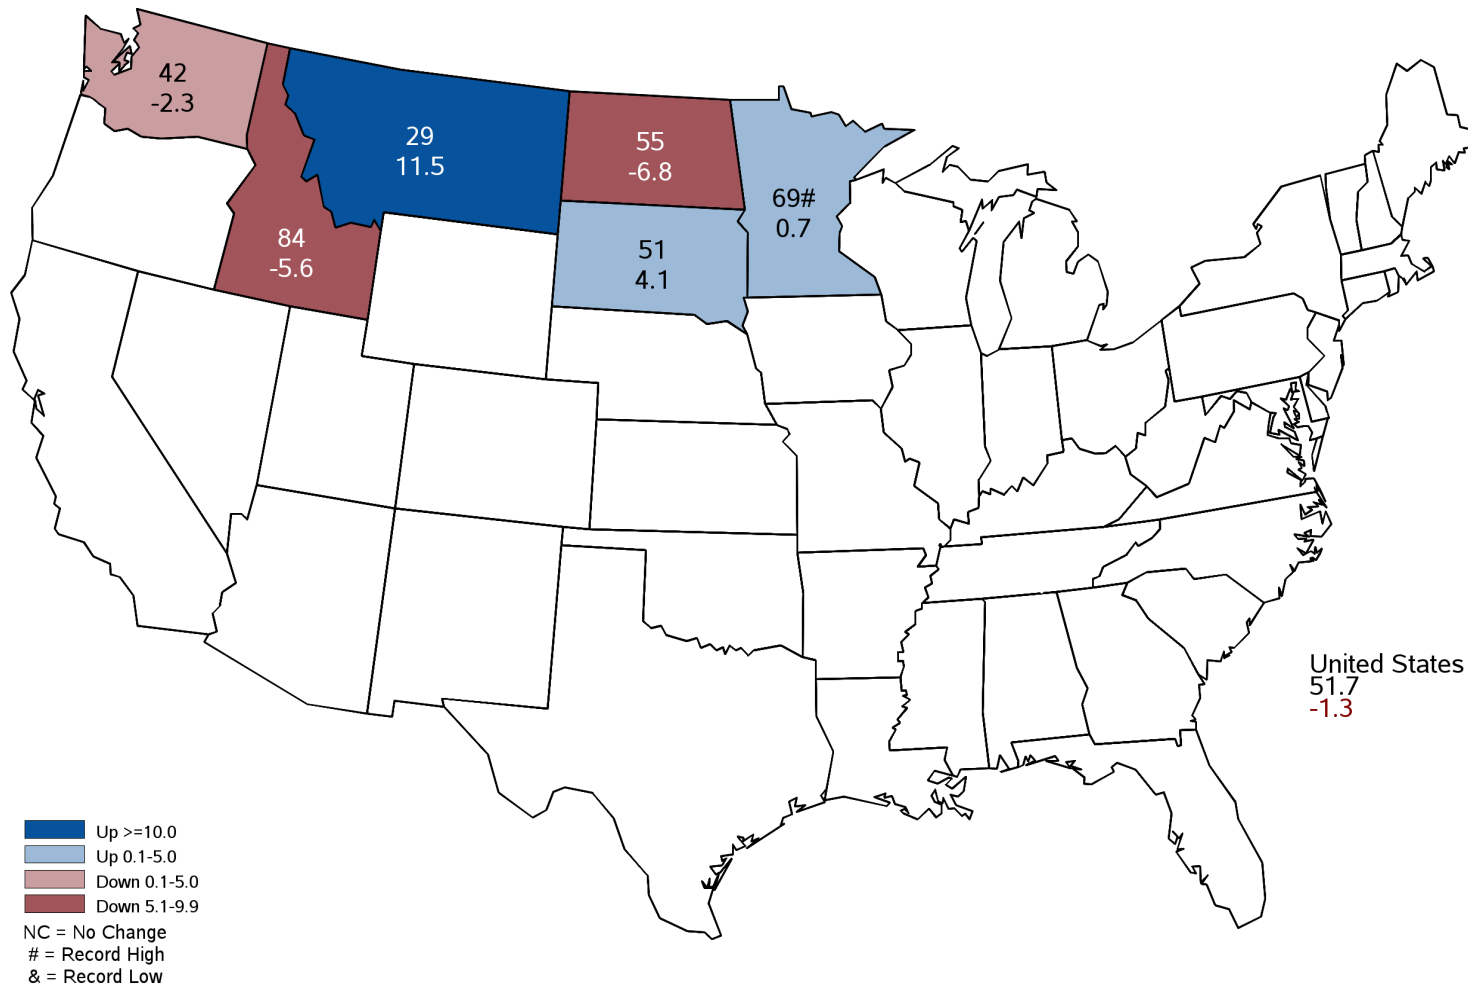 42
-2.3
29
11.5
55
-6.8
69#
0.7
84
-5.6
51
4.1
United States
51.7
-1.3
Up >=10.0
Up 0.1-5.0
Down 0.1-5.0
Down 5.1-9.9
NC = No Change
# = Record High
& = Record Low